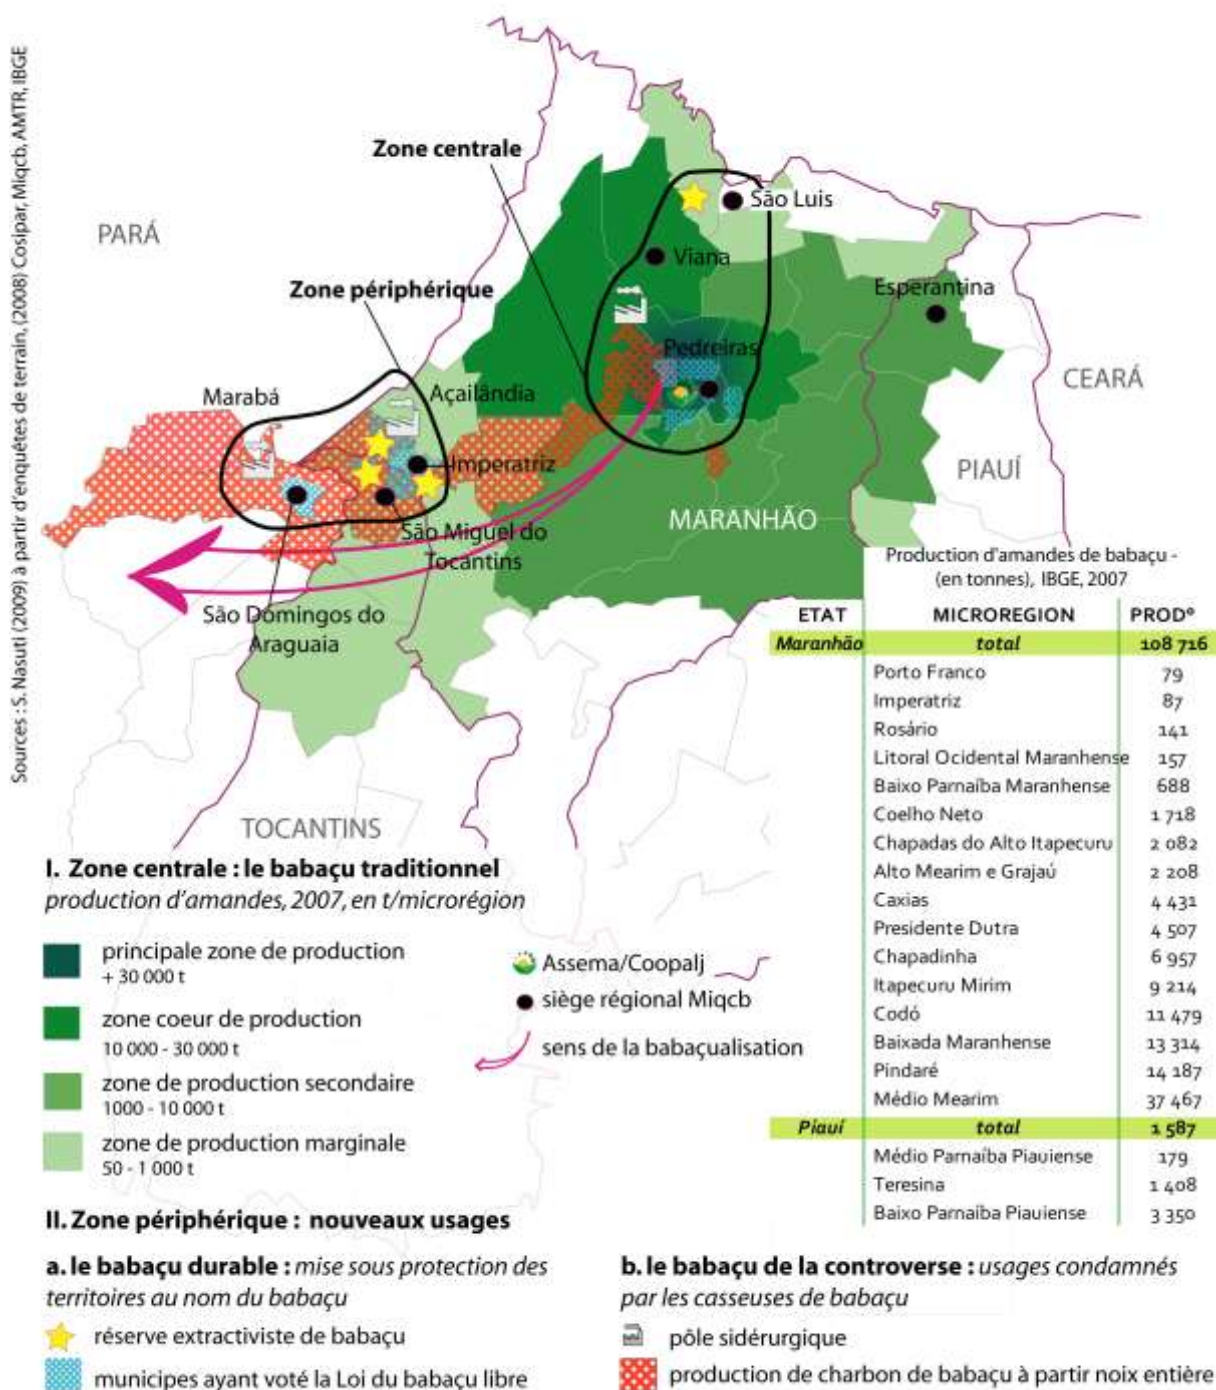 Sources : S. Nasuti (2009) à partir d'enquêtes de terrain, (2008) Cosipar, Miqcb, AMTR, IBGE
Zone centrale
PARÁ
São Luis
Viana
Zone périphérique
Esperantina
Pedreiras
CEARÁ
Marabá
Açailândia
Imperatriz
PIAUÍ
MARANHÃO
São Miguel do
Tocantins
São Domingos do
Araguaia
TOCANTINS
Production d'amandes de babaçu -
(en tonnes), IBGE, 2007
ETAT MICROREGION PRODº
Maranhão total 108 716
Porto Franco 79
Imperatriz 87
Rosário 141
Litoral Ocidental Maranhense 157
Baixo Parnaíba Maranhense 688
Coelho Neto 1 718
Chapadas do Alto Itapecuru 2 082
Alto Mearim e Grajaú 2 208
Caxias 4 431
Presidente Dutra 4 507
Chapadinha 6 957
Itapecuru Mirim 9 214
Codó 11 479
Baixada Maranhense 13 314
Pindaré 14 187
Médio Mearim 37 467
Piauí total 1 587
Médio Parnaíba Piauiense 179
Teresina 1 408
Baixo Parnaíba Piauiense 3 350
I. Zone centrale : le babaçu traditionnel
production d'amandes, 2007, en t/microrégion
principale zone de production
+ 30 000 t
zone coeur de production
10 000 - 30 000 t
zone de production secondaire
1000 - 10 000 t
zone de production marginale
50 - 1 000 t
Assema/Coopalj
siège régional Miqcb
sens de la babaçualisation
II. Zone périphérique : nouveaux usages
a. le babaçu durable : mise sous protection des
territoires au nom du babaçu
réserve extractiviste de babaçu
municipes ayant voté la Loi du babaçu libre
b. le babaçu de la controverse : usages condamnés
par les casseuses de babaçu
pôle sidérurgique
production de charbon de babaçu à partir noix entière